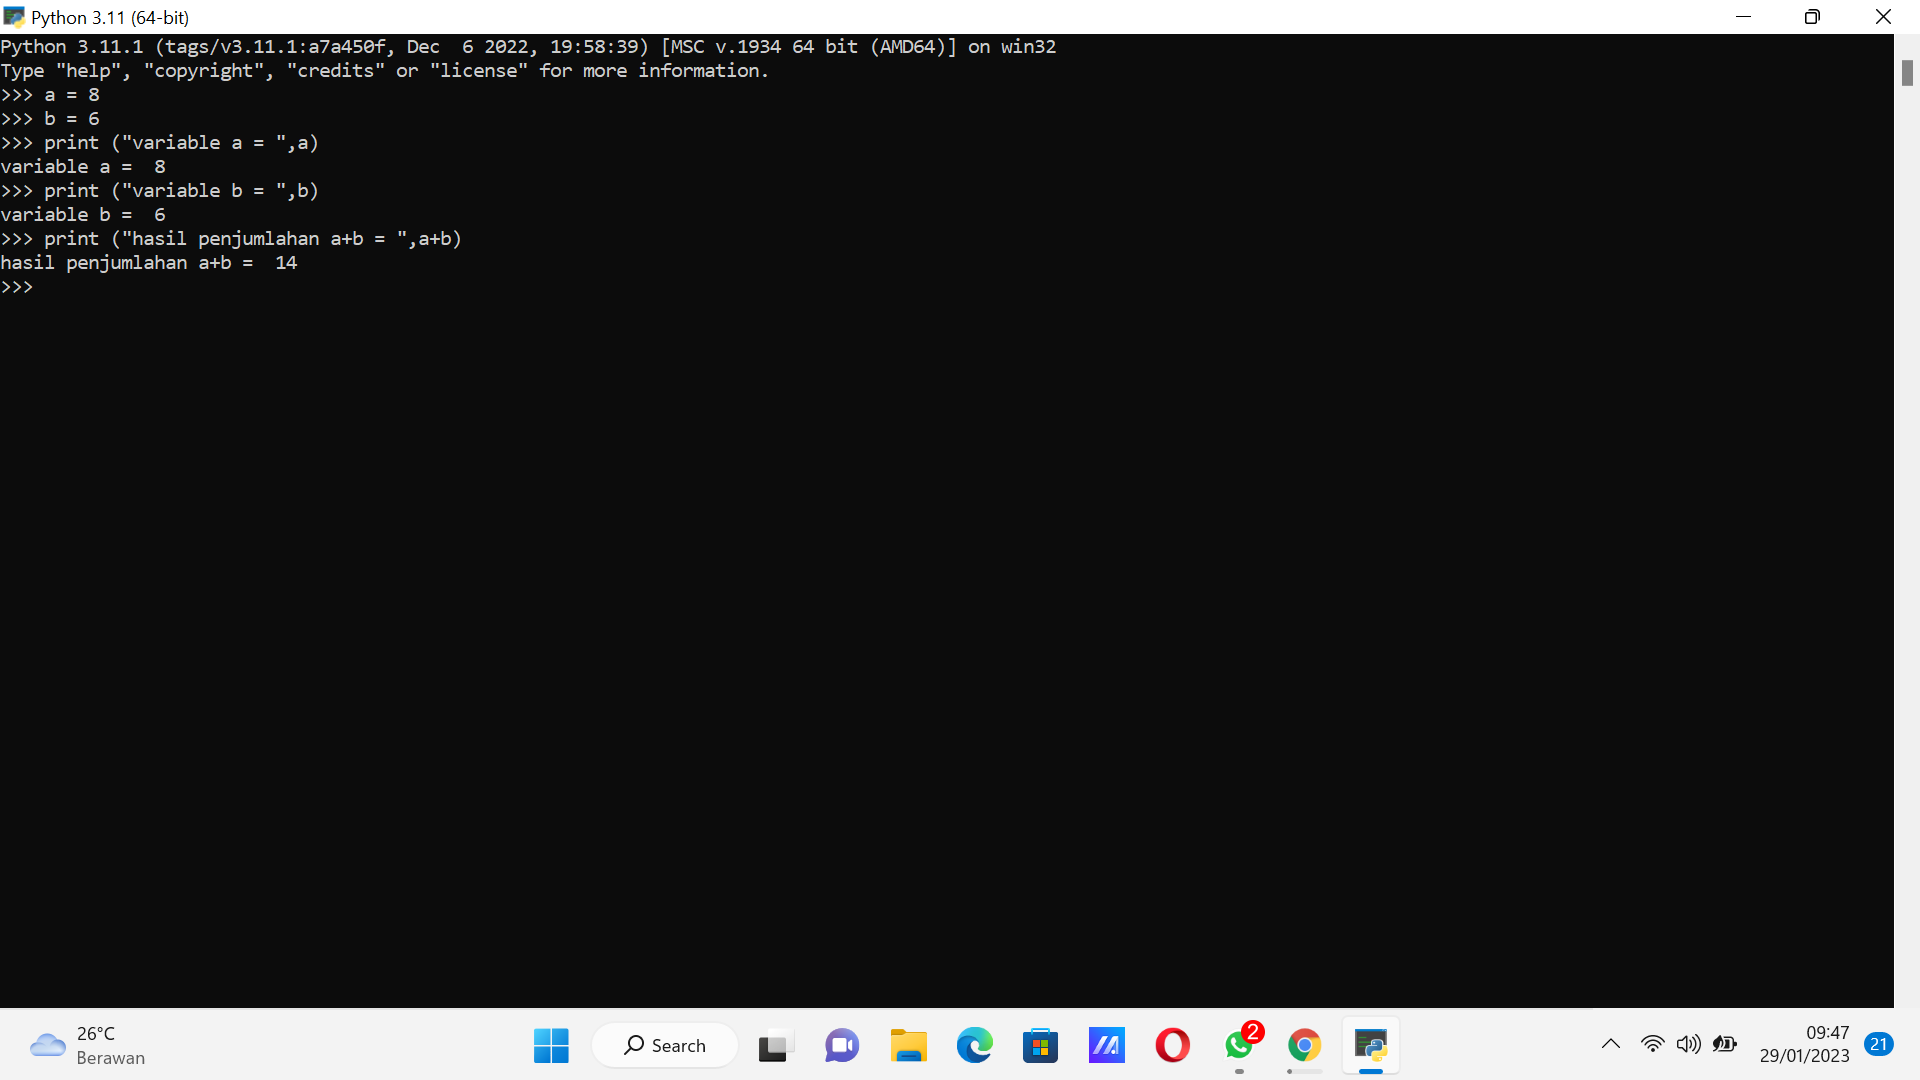 Python 3.11 (64-bit)
Python 3.11.1 (tags/v3.11.1:a7a450f, Dec  6 2022, 19:58:39) [MSC v.1934 64 bit (AMD64)] on win32
Type "help", "copyright", "credits" or "license" for more information.
>>> a = 8
>>> b = 6
>>> print ("variable a = ",a)
variable a =  8
>>> print ("variable b = ",b)
variable b =  6
>>> print ("hasil penjumlahan a+b = ",a+b)
hasil penjumlahan a+b =  14
>>>
26°C
Berawan
Search
2
09:47
29/01/2023
21